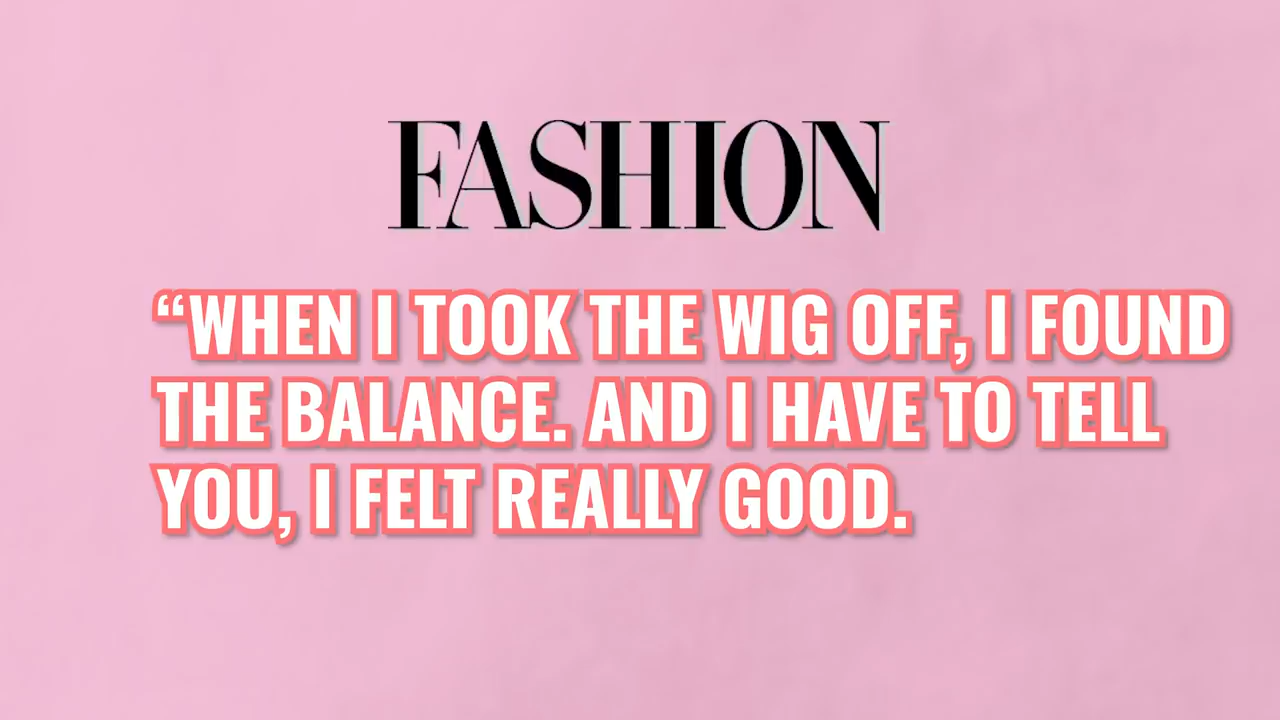 FASHION
“WHEN I TOOK THE WIG OFF, I FOUND
THE BALANCE. AND I HAVE TO TELL
YOU, I FELT REALLY GOOD.